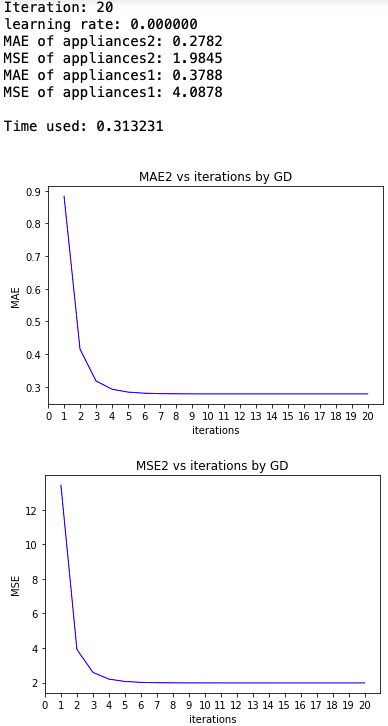 Iteration: 20
learning rate: 0.000000
MAE of appliances2: 0.2782
MSE of appliances2: 1.9845
MAE of appliances1: 0.3788
MSE of appliances1: 4.0878
Time used: 0.313231
MAE2 vs iterations by GD
0.9
0.8
0.7
0.6
0.5
0.4
0.3
MAE
0 1 2 3 4 5 6 7 8 9 10 11 12 13 14 15 16 17 18 19 20
iterations
MSE2 vs iterations by GD
12
10
8
6
4
2
MSE
0 1 2 3 4 5 6 7 8 9 10 11 12 13 14 15 16 17 18 19 20
iterations